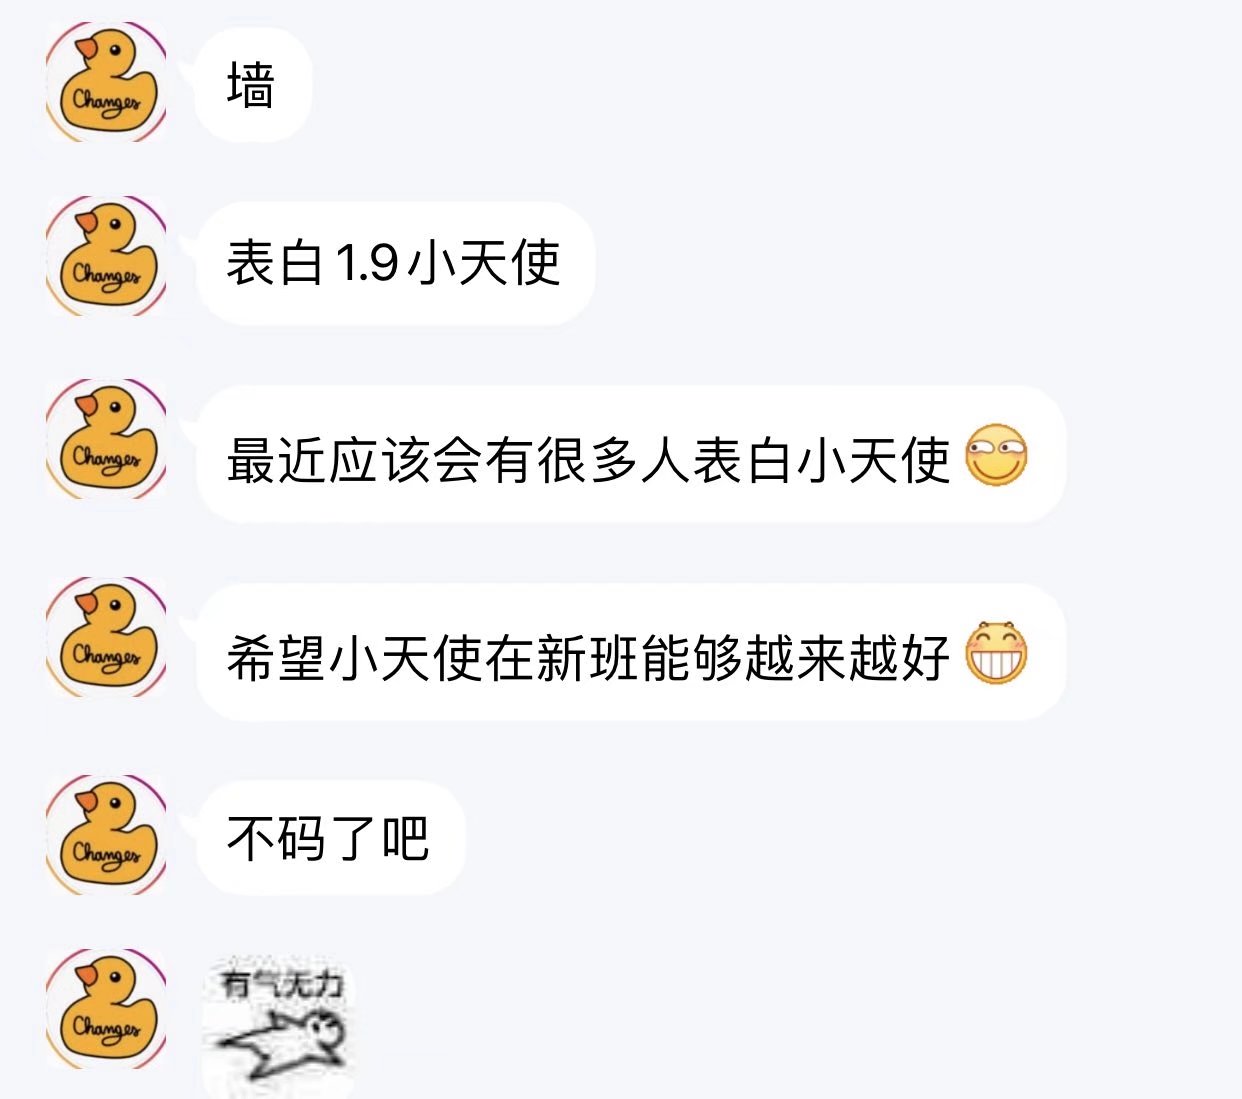 Changes
墙
Changes
表白1.9小天使
Changes
最近应该会有很多人表白小天使
Changes
希望小天使在新班能够越来越好
Changes
不码了吧
Changes
有气无力